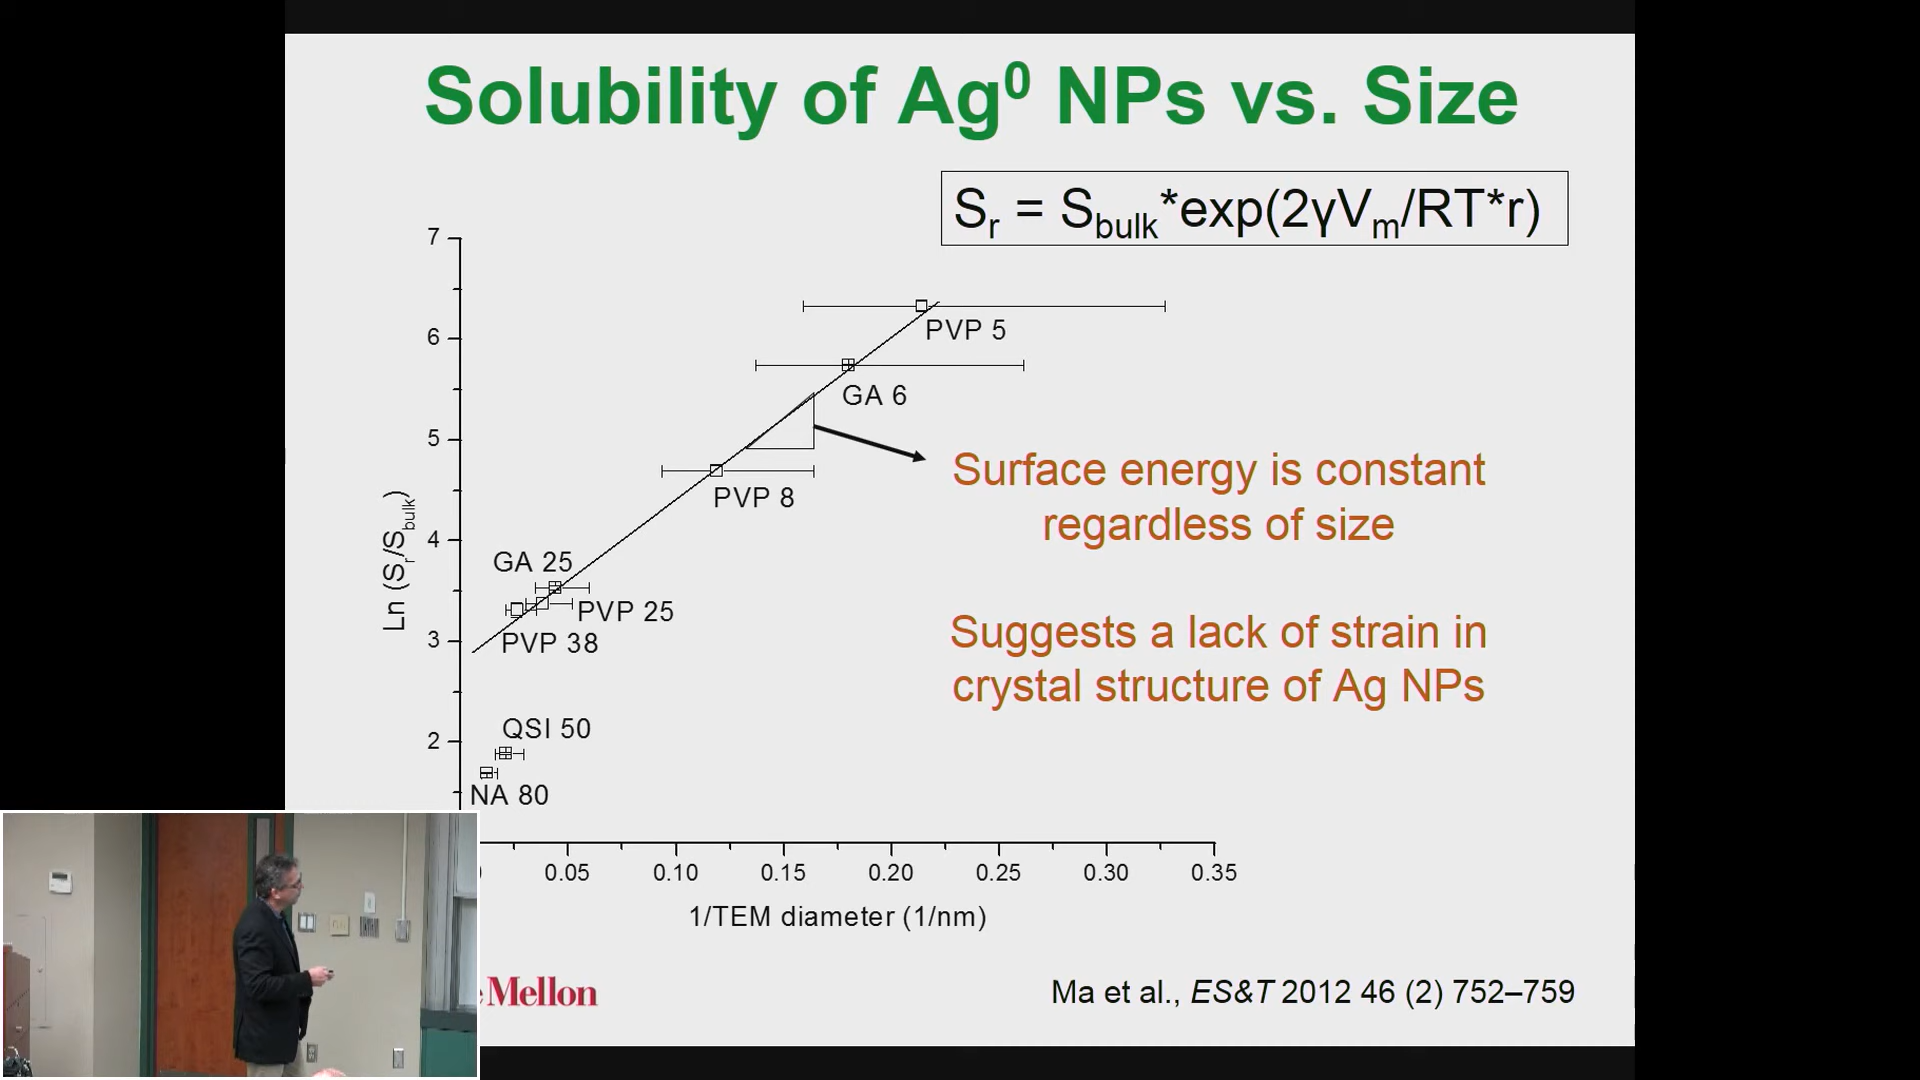 Solubility of Ag⁰ NPs vs. Size
Sᵣ = S_bulk*exp(2γVₘ/RT*r)
7
6
5
4
3
2
Ln (Sᵣ/S_bulk)
PVP 5
GA 6
PVP 8
GA 25
PVP 25
PVP 38
QSI 50
NA 80
Surface energy is constant
regardless of size
Suggests a lack of strain in
crystal structure of Ag NPs
0.05 0.10 0.15 0.20 0.25 0.30 0.35
1/TEM diameter (1/nm)
Mellon
Ma et al., ES&T 2012 46 (2) 752–759